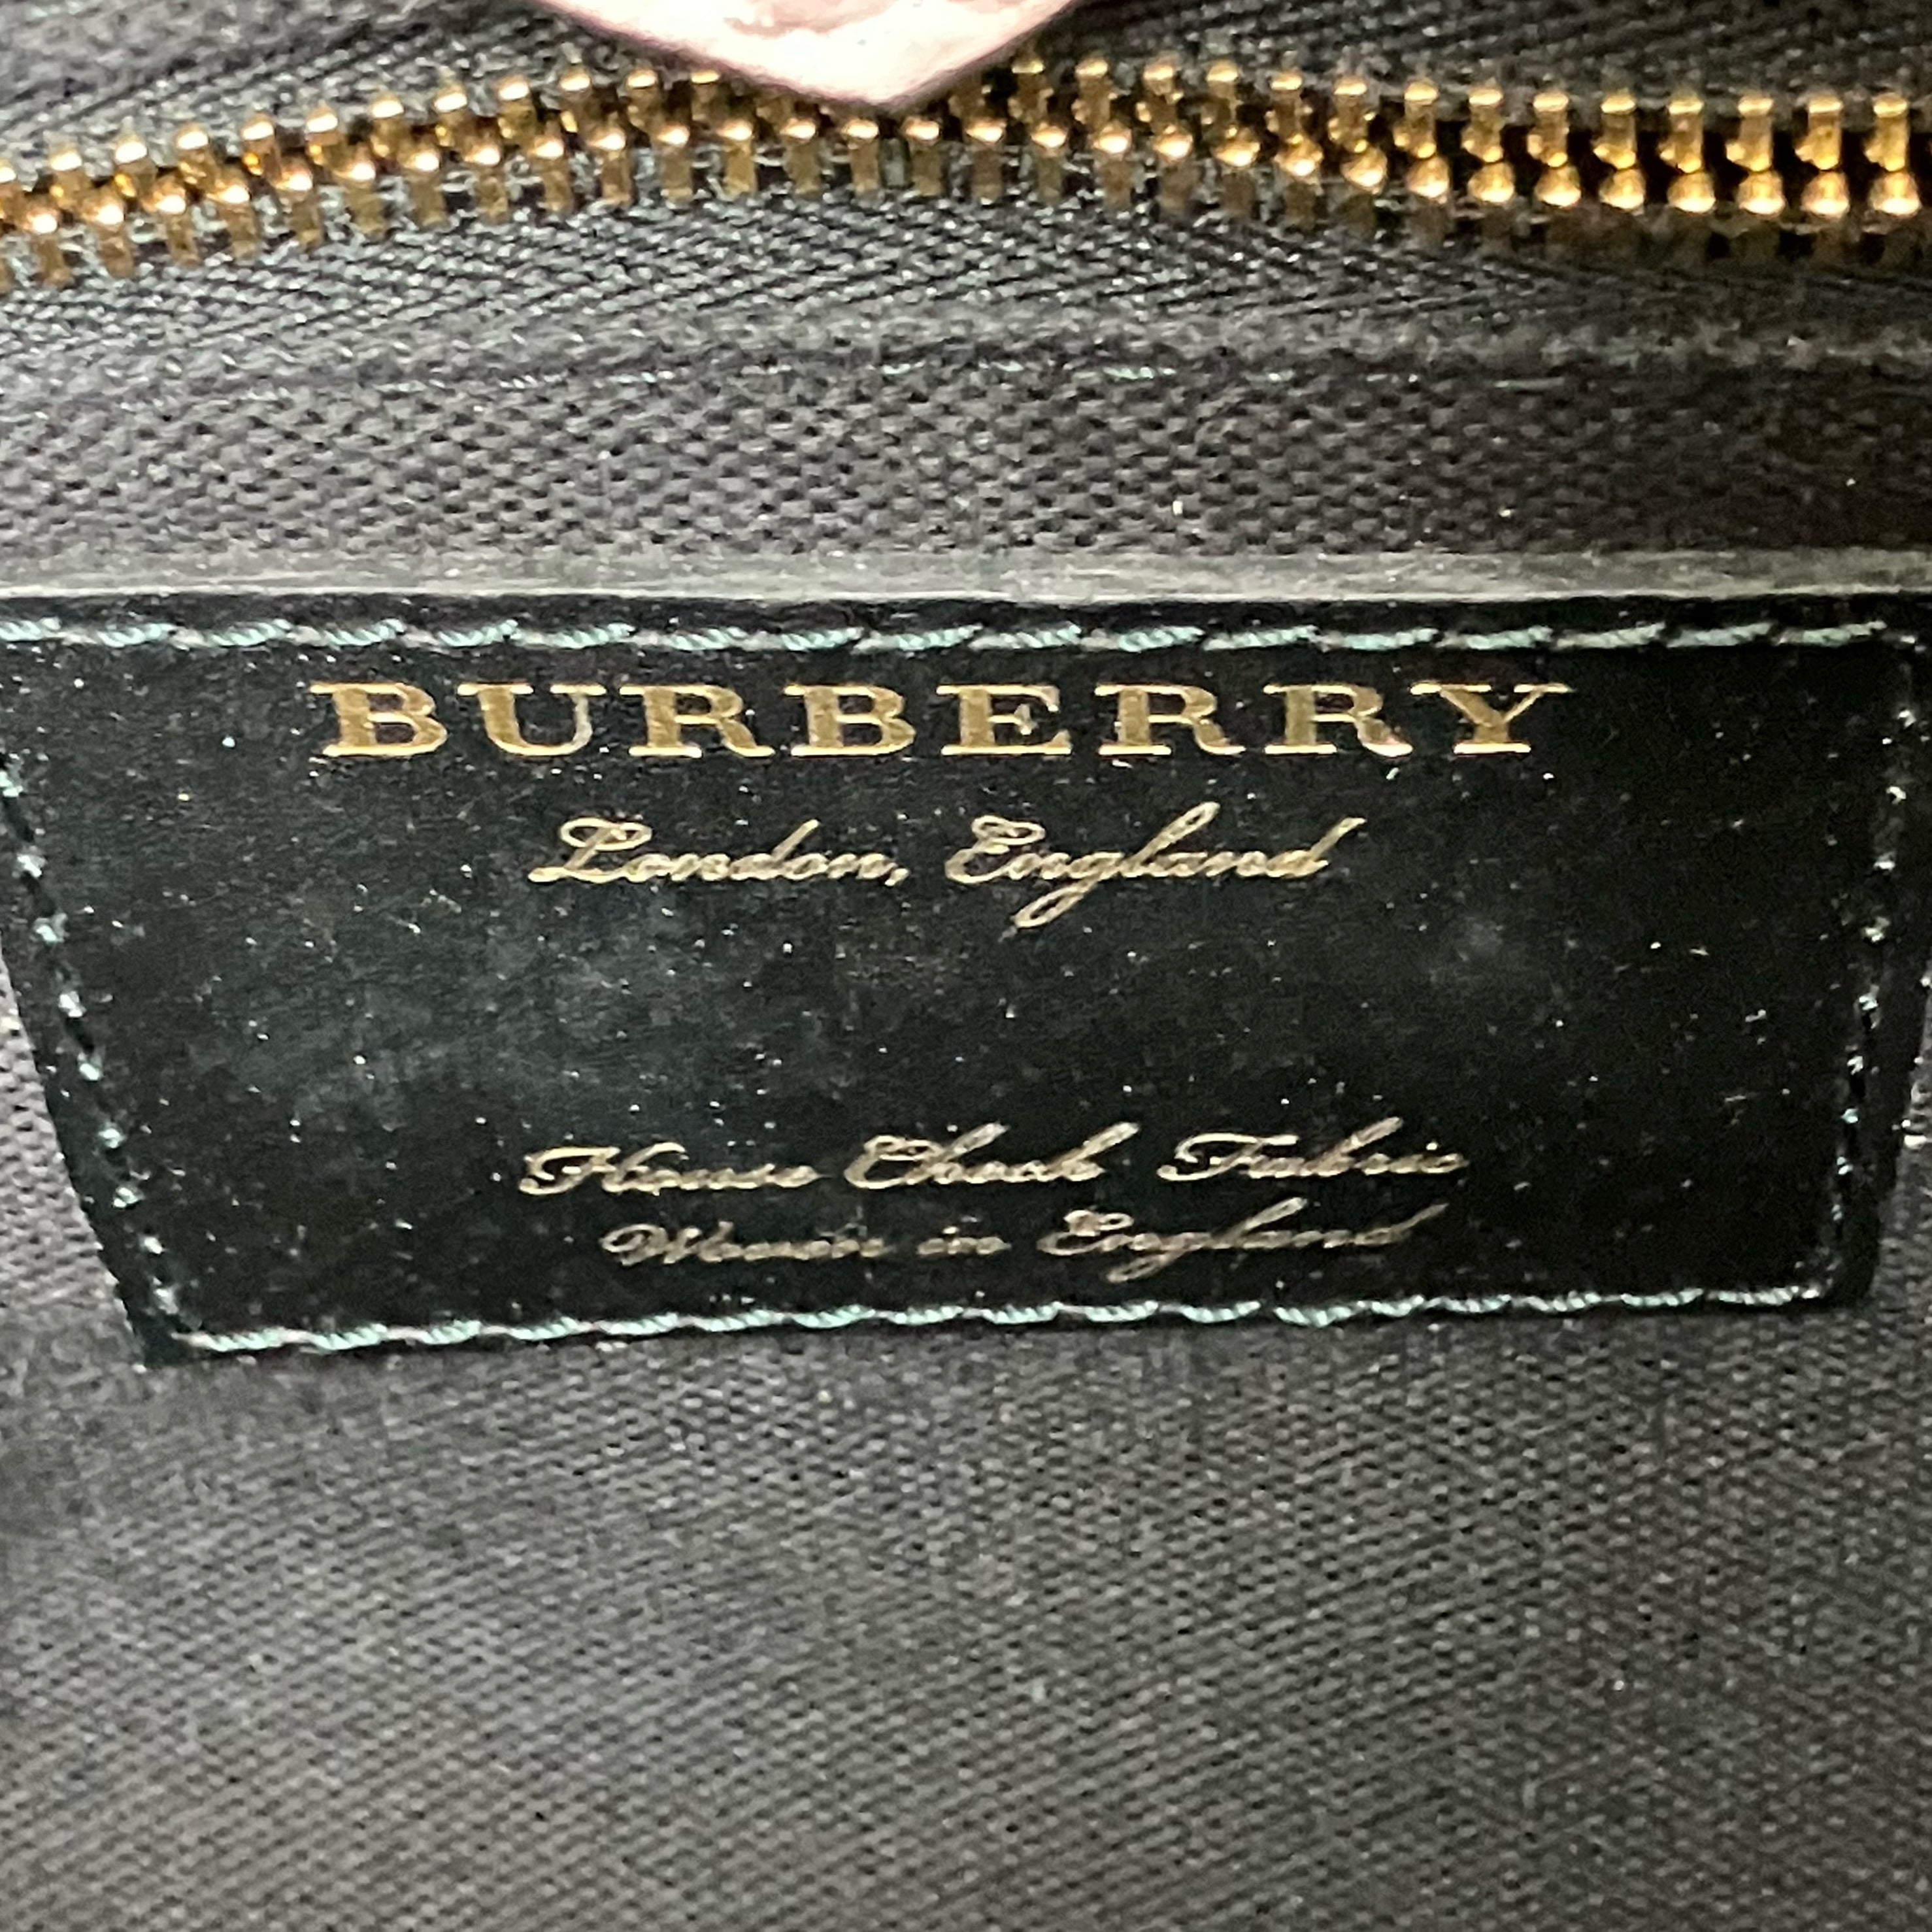 BURBERRY
London, England
House Check Fabric
Woven in England